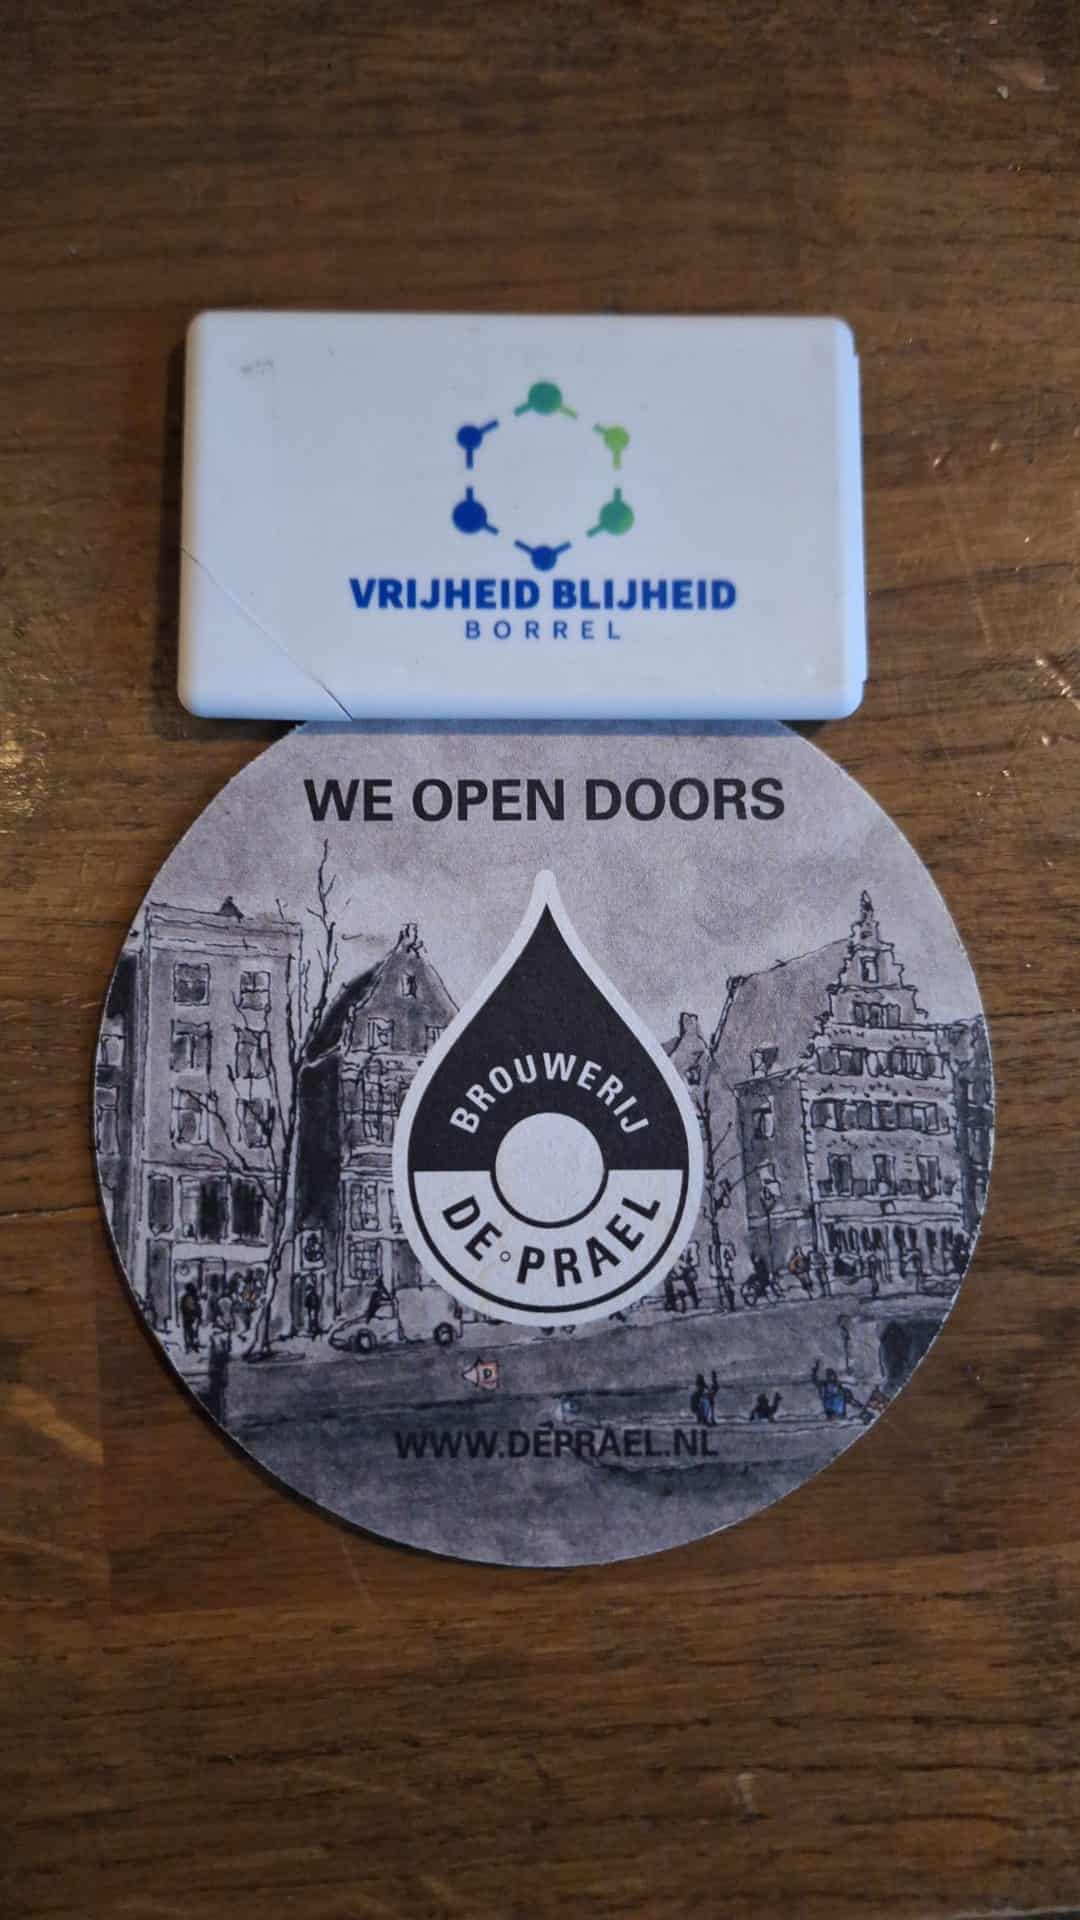 VRIJHEID BLIJHEID
BORREL
WE OPEN DOORS
BROUWERIJ
DE PRAEL
WWW.DEPRAEL.NL